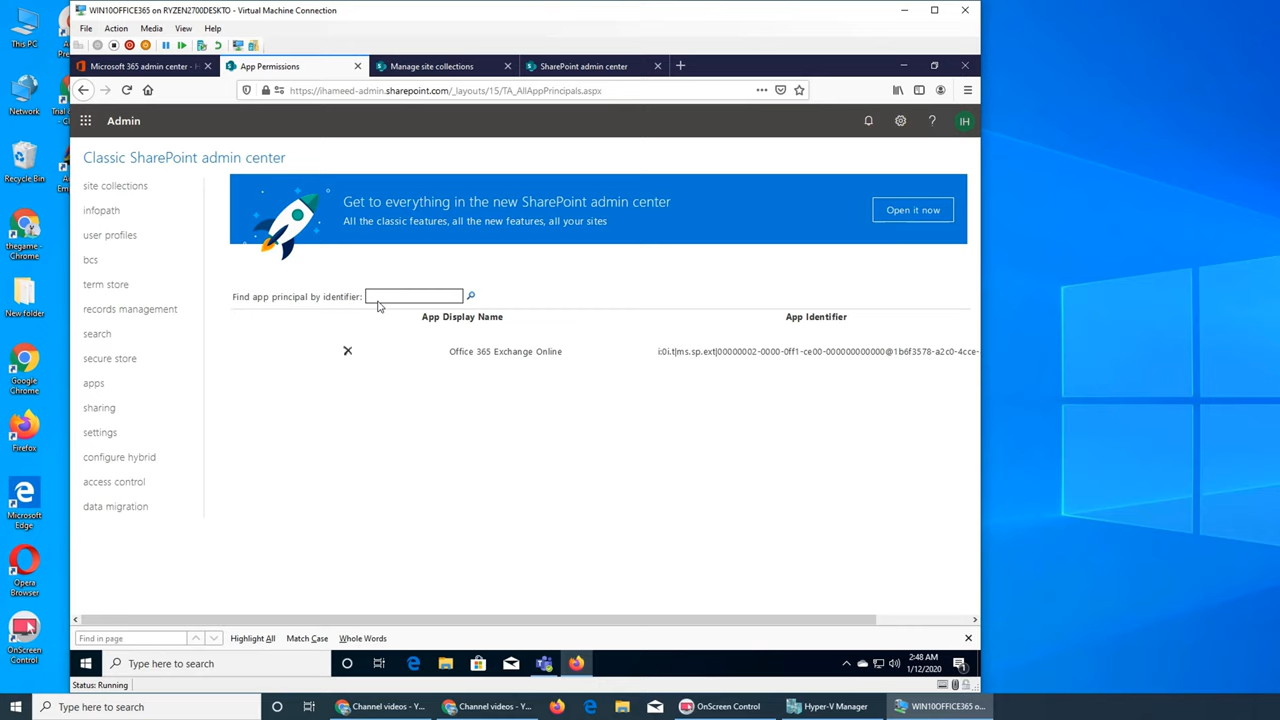 WIN10OFFICE365 on RYZEN2700DESKTO - Virtual Machine Connection
File Action Media View Help
Microsoft 365 admin center -
App Permissions
Manage site collections
SharePoint admin center
https://ihameed-admin.sharepoint.com/_layouts/15/TA_AllAppPrincipals.aspx
Admin
IH
Classic SharePoint admin center
site collections
infopath
user profiles
bcs
term store
records management
search
secure store
apps
sharing
settings
configure hybrid
access control
data migration
Get to everything in the new SharePoint admin center
All the classic features, all the new features, all your sites
Open it now
Find app principal by identifier:
App Display Name App Identifier
Office 365 Exchange Online i:0i.t|ms.sp.ext|00000002-0000-0ff1-ce00-000000000000@1b6f3578-a2c0-4cce-
Find in page Highlight All Match Case Whole Words
Type here to search
2:48 AM
1/12/2020
1
Status: Running
This PC
Network
Recycle Bin
thegame -
Chrome
New folder
Google
Chrome
Firefox
Microsoft
Edge
Opera
Browser
OnScreen
Control
Type here to search
Channel videos - Y...
Channel videos - Y...
OnScreen Control
Hyper-V Manager
WIN10OFFICE365 o...